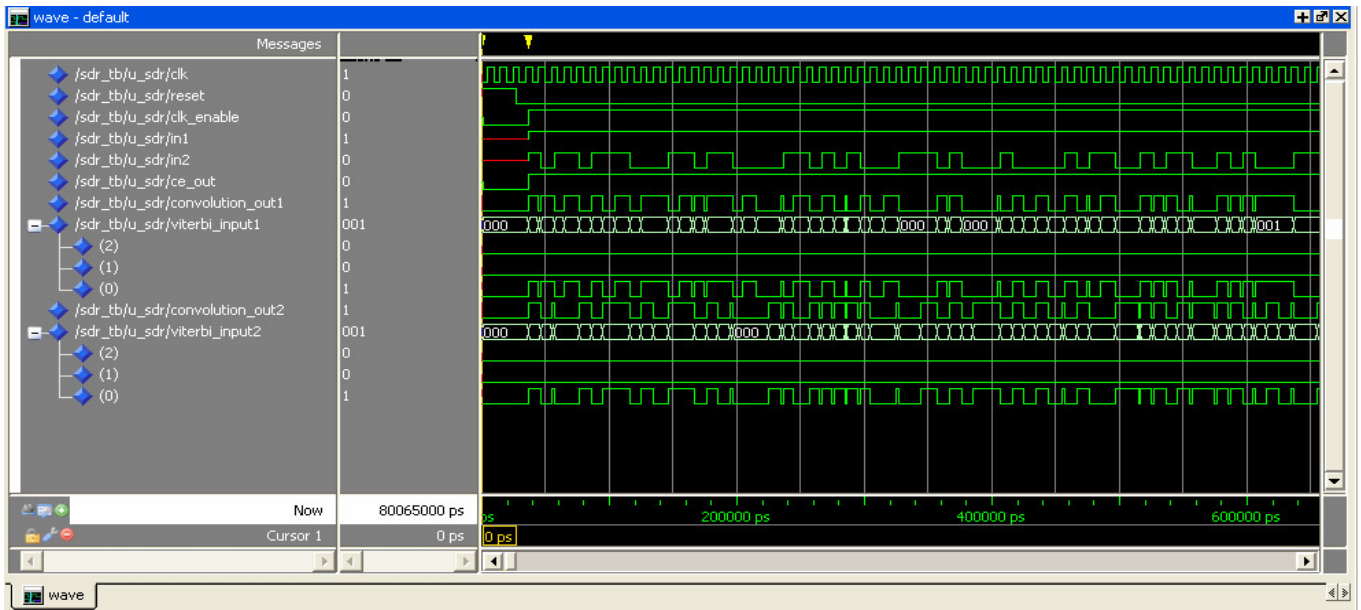 wave - default
Messages
/sdr_tb/u_sdr/clk 1
/sdr_tb/u_sdr/reset 0
/sdr_tb/u_sdr/clk_enable 0
/sdr_tb/u_sdr/in1 1
/sdr_tb/u_sdr/in2 0
/sdr_tb/u_sdr/ce_out 0
/sdr_tb/u_sdr/convolution_out1 1
/sdr_tb/u_sdr/viterbi_input1 001 000 000 000 001
(2) 0
(1) 0
(0) 1
/sdr_tb/u_sdr/convolution_out2 1
/sdr_tb/u_sdr/viterbi_input2 001 000 000
(2) 0
(1) 0
(0) 1
Now 80065000 ps ps 200000 ps 400000 ps 600000 ps
Cursor 1 0 ps 0 ps
wave